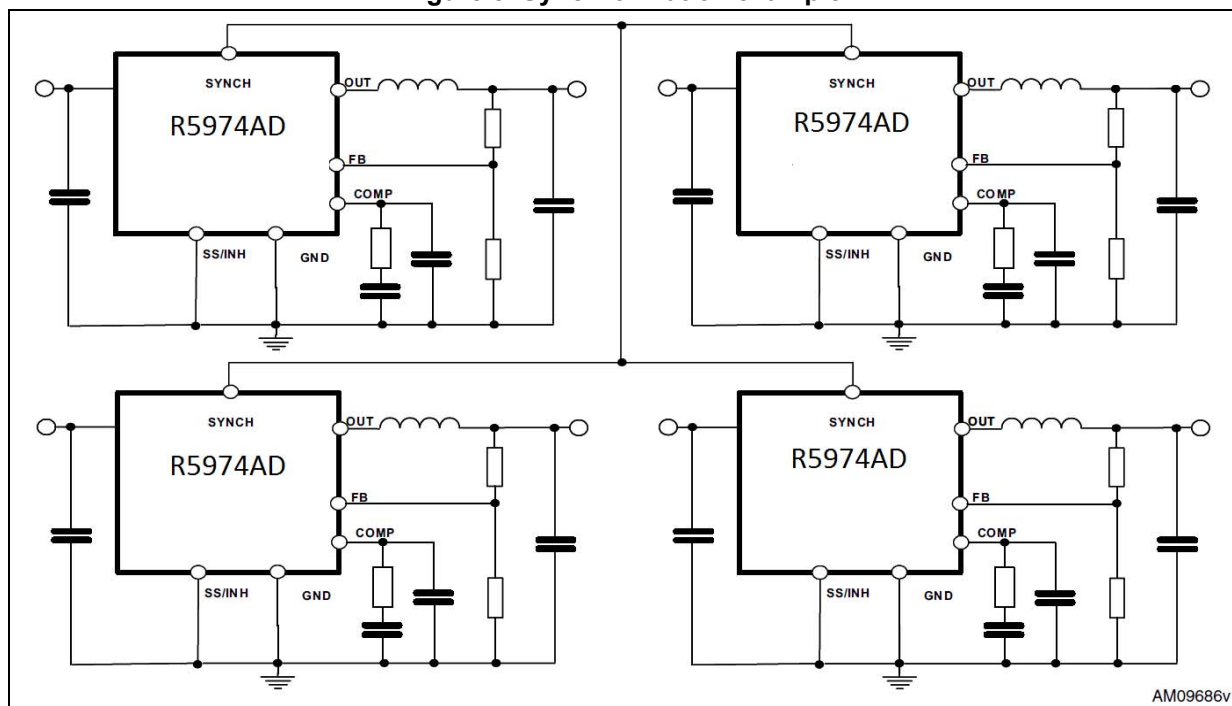 SYNCH
OUT
R5974AD
FB
COMP
SS/INH
GND
SYNCH
OUT
R5974AD
FB
COMP
SS/INH
GND
SYNCH
OUT
R5974AD
FB
COMP
SS/INH
GND
SYNCH
OUT
R5974AD
FB
COMP
SS/INH
GND
AM09686v